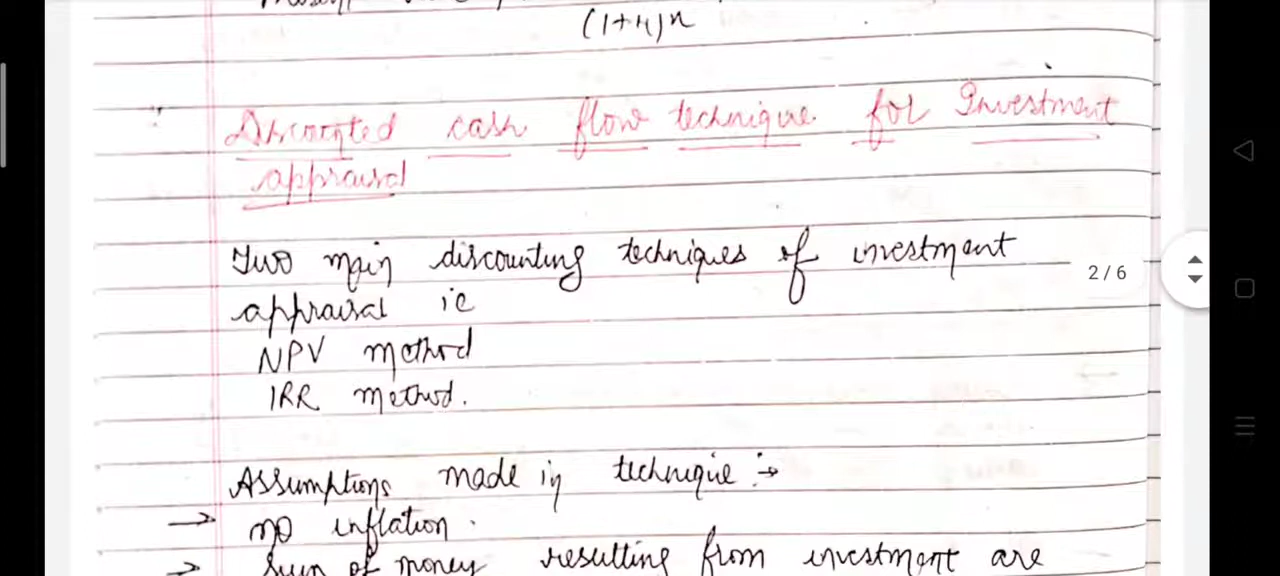 (1+r)n
Discounted cash flow technique for Investment
appraisal
Two main discounting techniques of investment
appraisal ie
2 / 6
NPV method
IRR method.
Assumptions made in technique :→
→ no inflation.
→ Sum of money resulting from investment are